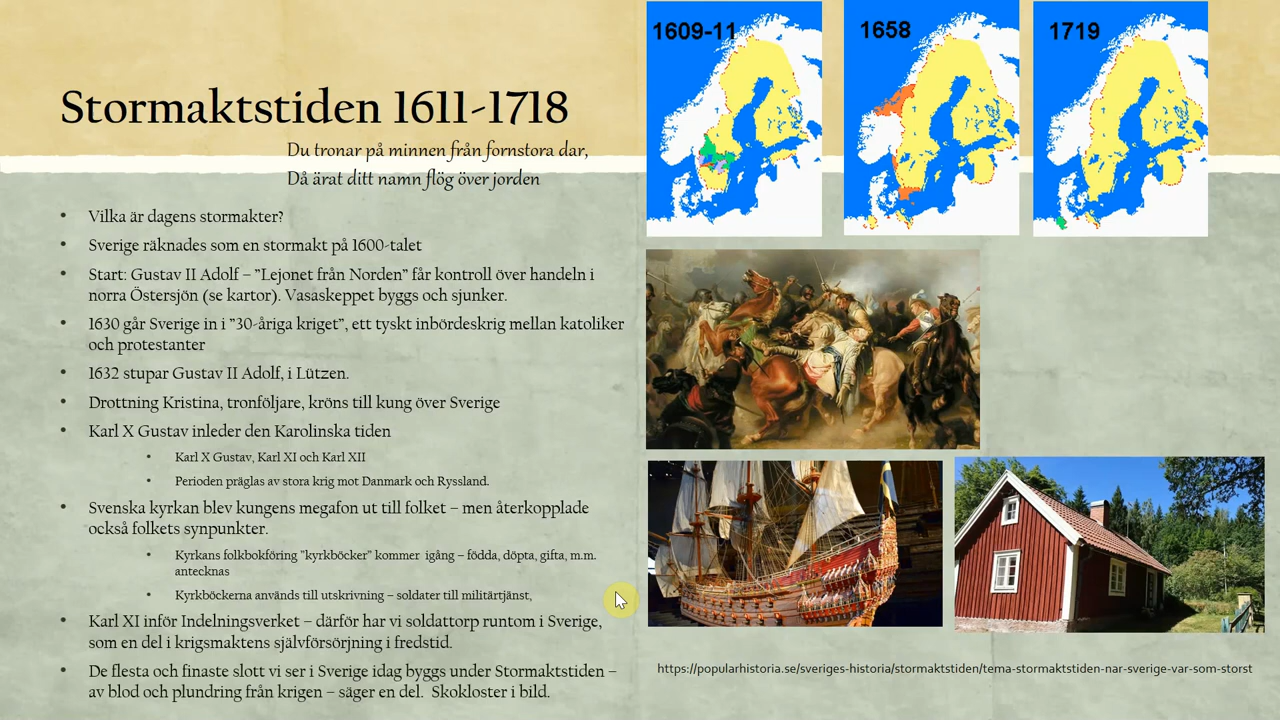 Stormaktstiden 1611-1718
Du tronar på minnen från fornstora dar,
Då ärat ditt namn flög över jorden
• Vilka är dagens stormakter?
• Sverige räknades som en stormakt på 1600-talet
• Start: Gustav II Adolf – ”Lejonet från Norden” får kontroll över handeln i
norra Östersjön (se kartor). Vasaskeppet byggs och sjunker.
• 1630 går Sverige in i ”30-åriga kriget”, ett tyskt inbördeskrig mellan katoliker
och protestanter
• 1632 stupar Gustav II Adolf, i Lützen.
• Drottning Kristina, tronföljare, kröns till kung över Sverige
• Karl X Gustav inleder den Karolinska tiden
• Karl X Gustav, Karl XI och Karl XII
• Perioden präglas av stora krig mot Danmark och Ryssland.
• Svenska kyrkan blev kungens megafon ut till folket – men återkopplade
också folkets synpunkter.
• Kyrkans folkbokföring ”kyrkböcker” kommer igång – födda, döpta, gifta, m.m.
antecknas
• Kyrkböckerna används till utskrivning – soldater till militärtjänst,
• Karl XI inför Indelningsverket – därför har vi soldattorp runtom i Sverige,
som en del i krigsmaktens självförsörjning i fredstid.
• De flesta och finaste slott vi ser i Sverige idag byggs under Stormaktstiden –
av blod och plundring från krigen – säger en del. Skokloster i bild.
1609-11
1658
1719
https://popularhistoria.se/sveriges-historia/stormaktstiden/tema-stormaktstiden-nar-sverige-var-som-storst